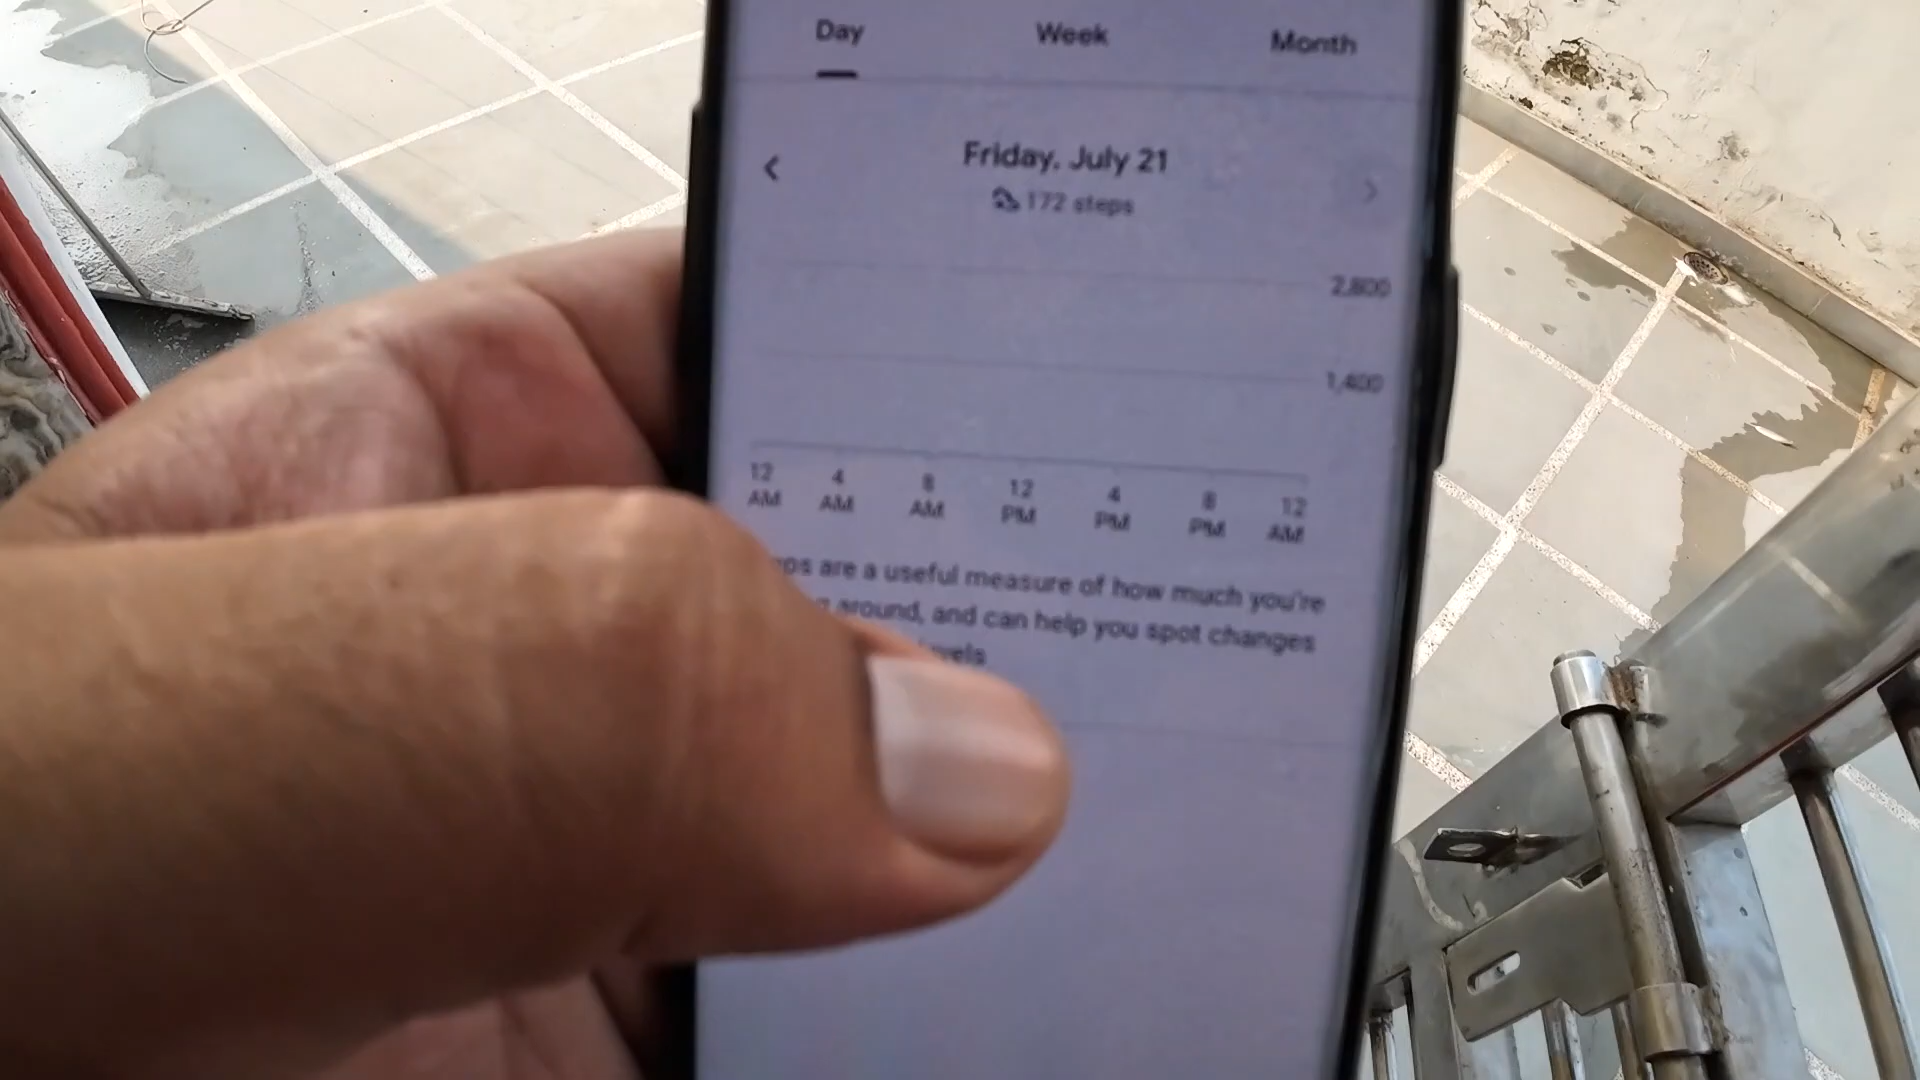 Day Week Month
Friday, July 21
172 steps
2,800
1,400
12 AM 4 AM 8 AM 12 PM 4 PM 8 PM 12 AM
are a useful measure of how much you're
around, and can help you spot changes